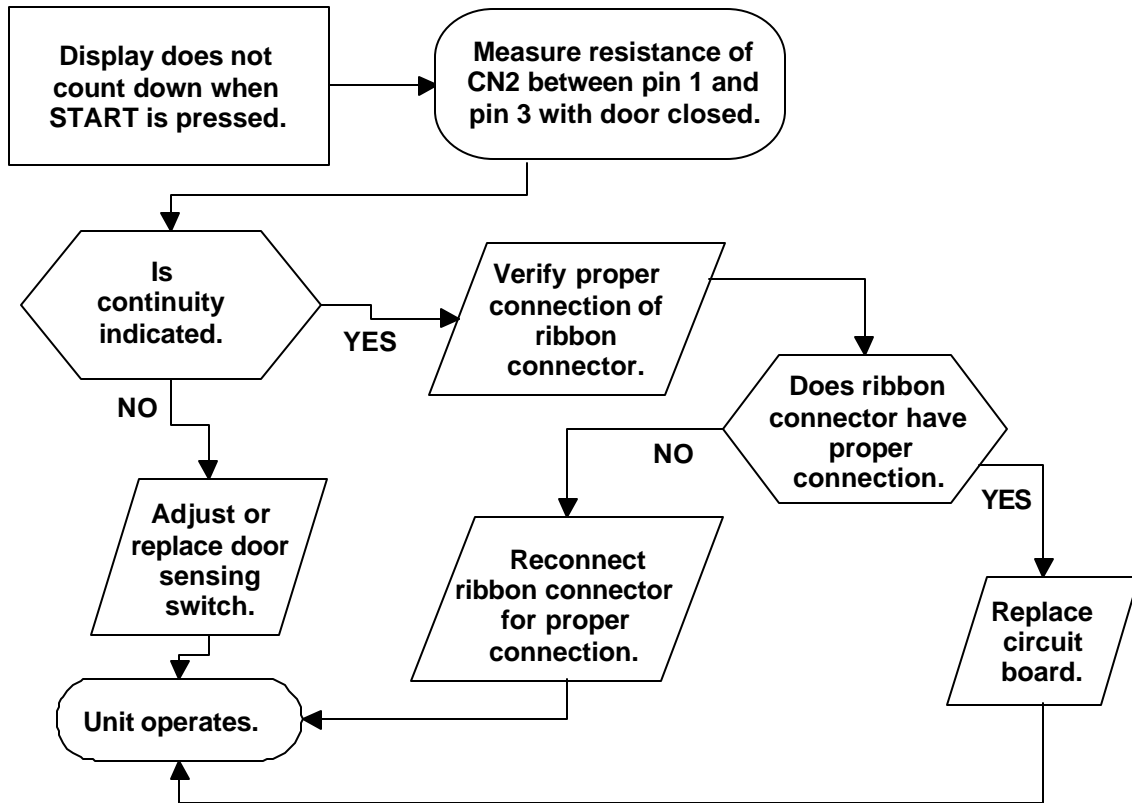 Display does not
count down when
START is pressed.
Measure resistance of
CN2 between pin 1 and
pin 3 with door closed.
Is
continuity
indicated.
YES
Verify proper
connection of
ribbon
connector.
Does ribbon
connector have
proper
connection.
NO
NO
YES
Adjust or
replace door
sensing
switch.
Reconnect
ribbon connector
for proper
connection.
Replace
circuit
board.
Unit operates.